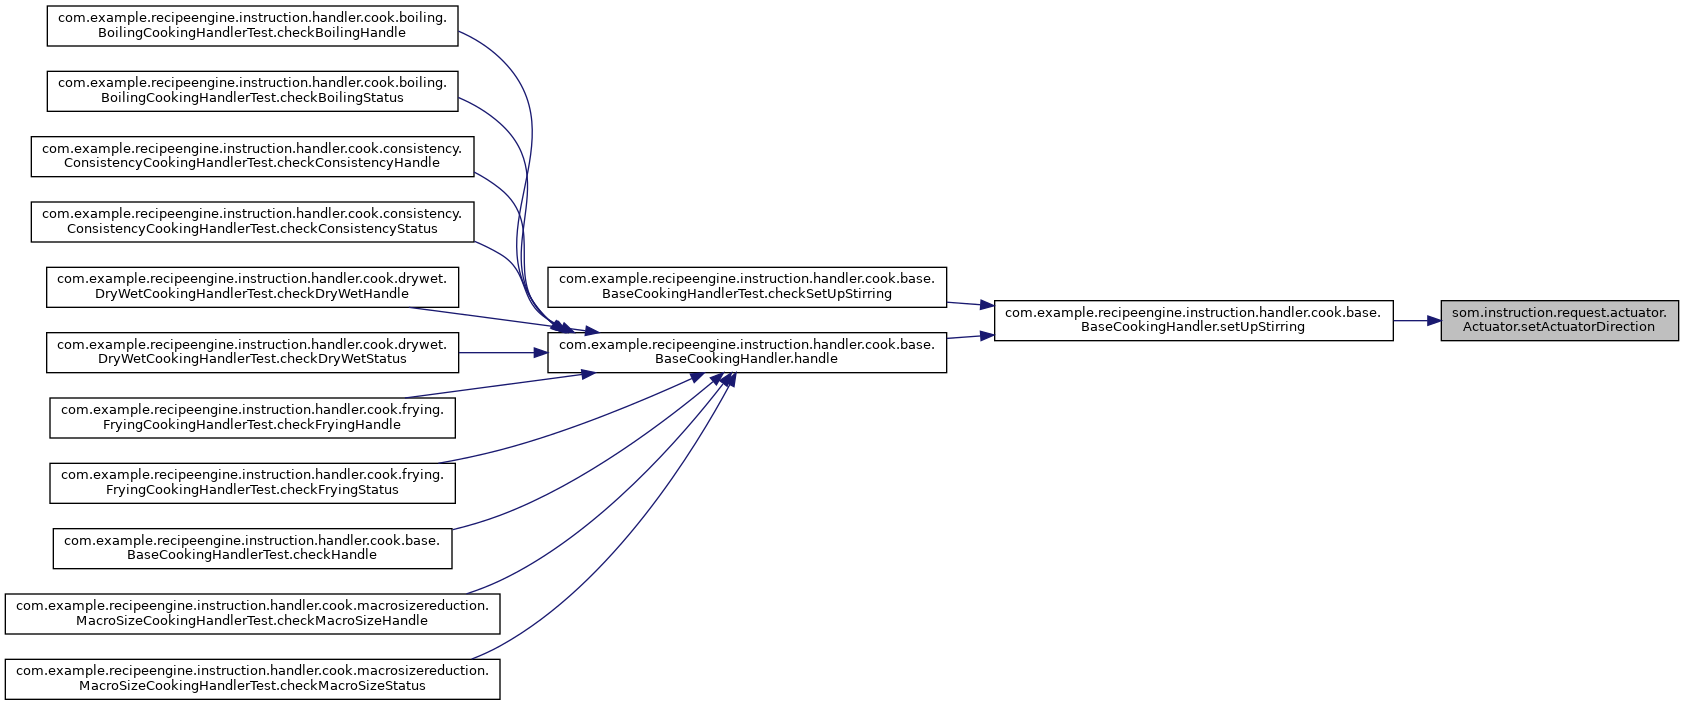 com.example.recipeengine.instruction.handler.cook.boiling.
BoilingCookingHandlerTest.checkBoilingHandle
com.example.recipeengine.instruction.handler.cook.boiling.
BoilingCookingHandlerTest.checkBoilingStatus
com.example.recipeengine.instruction.handler.cook.consistency.
ConsistencyCookingHandlerTest.checkConsistencyHandle
com.example.recipeengine.instruction.handler.cook.consistency.
ConsistencyCookingHandlerTest.checkConsistencyStatus
com.example.recipeengine.instruction.handler.cook.drywet.
DryWetCookingHandlerTest.checkDryWetHandle
com.example.recipeengine.instruction.handler.cook.drywet.
DryWetCookingHandlerTest.checkDryWetStatus
com.example.recipeengine.instruction.handler.cook.frying.
FryingCookingHandlerTest.checkFryingHandle
com.example.recipeengine.instruction.handler.cook.frying.
FryingCookingHandlerTest.checkFryingStatus
com.example.recipeengine.instruction.handler.cook.base.
BaseCookingHandlerTest.checkHandle
com.example.recipeengine.instruction.handler.cook.macrosizereduction.
MacroSizeCookingHandlerTest.checkMacroSizeHandle
com.example.recipeengine.instruction.handler.cook.macrosizereduction.
MacroSizeCookingHandlerTest.checkMacroSizeStatus
com.example.recipeengine.instruction.handler.cook.base.
BaseCookingHandlerTest.checkSetUpStirring
com.example.recipeengine.instruction.handler.cook.base.
BaseCookingHandler.handle
com.example.recipeengine.instruction.handler.cook.base.
BaseCookingHandler.setUpStirring
som.instruction.request.actuator.
Actuator.setActuatorDirection